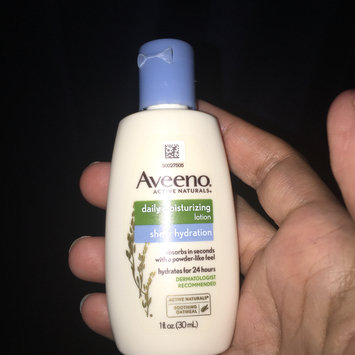 50027505
Aveeno®
ACTIVE NATURALS®
daily moisturizing
lotion
sheer hydration
absorbs in seconds
with a powder-like feel
hydrates for 24 hours
DERMATOLOGIST
RECOMMENDED
ACTIVE NATURALS®
SOOTHING
OATMEAL
1 fl. oz. (30 mL)